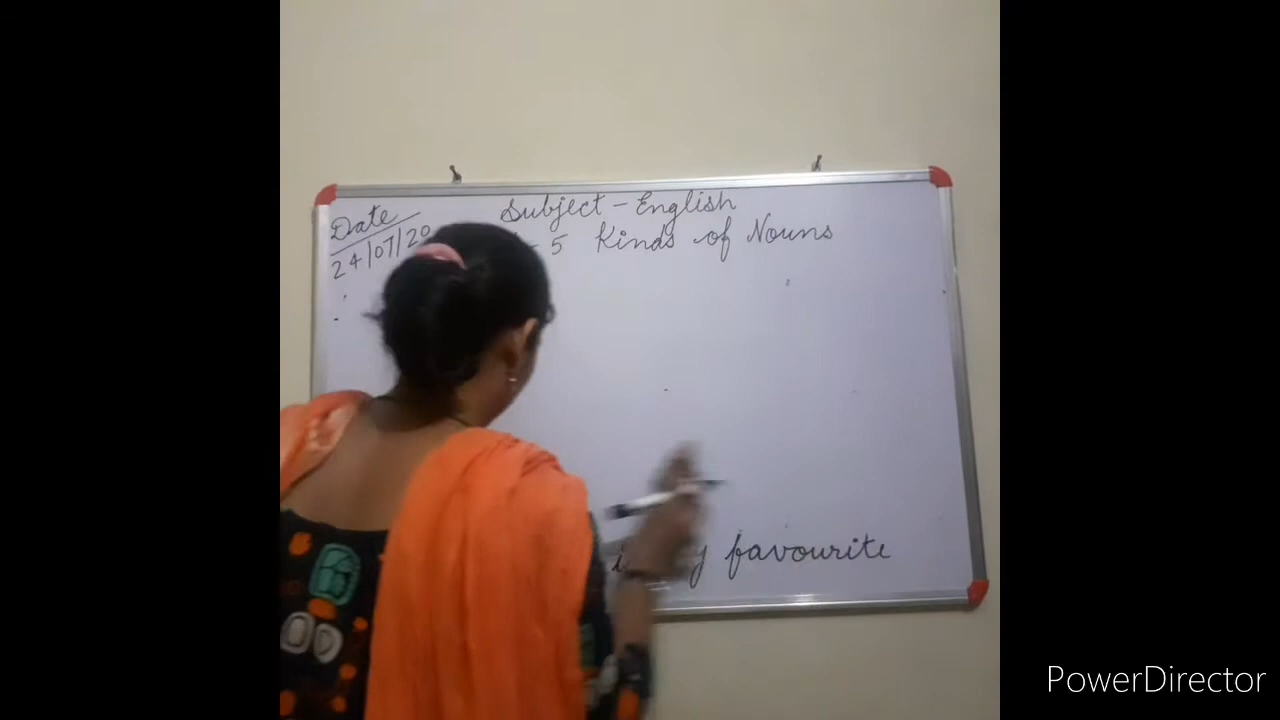 Date
24/07/20
Subject - English
- 5 Kinds of Nouns
favourite
PowerDirector